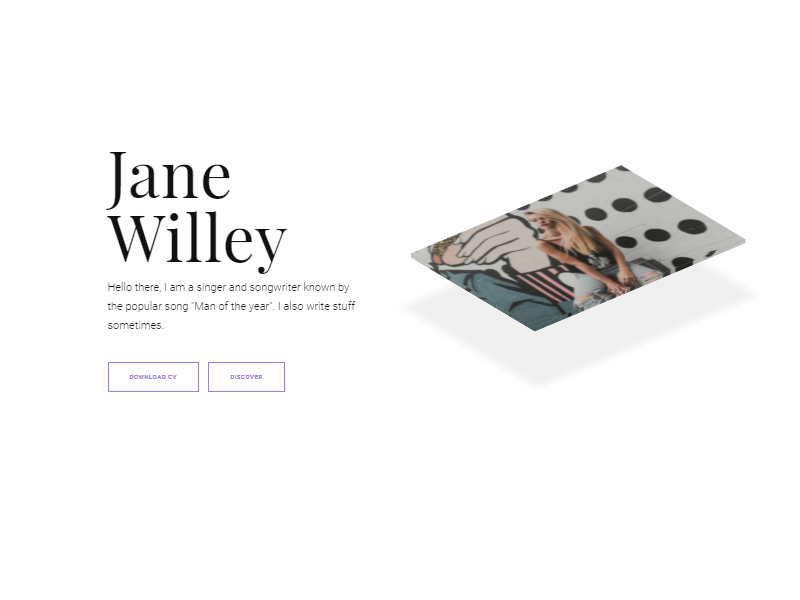 Jane
Willey
Hello there, I am a singer and songwriter known by
the popular song "Man of the year". I also write stuff
sometimes.
DOWNLOAD CV DISCOVER